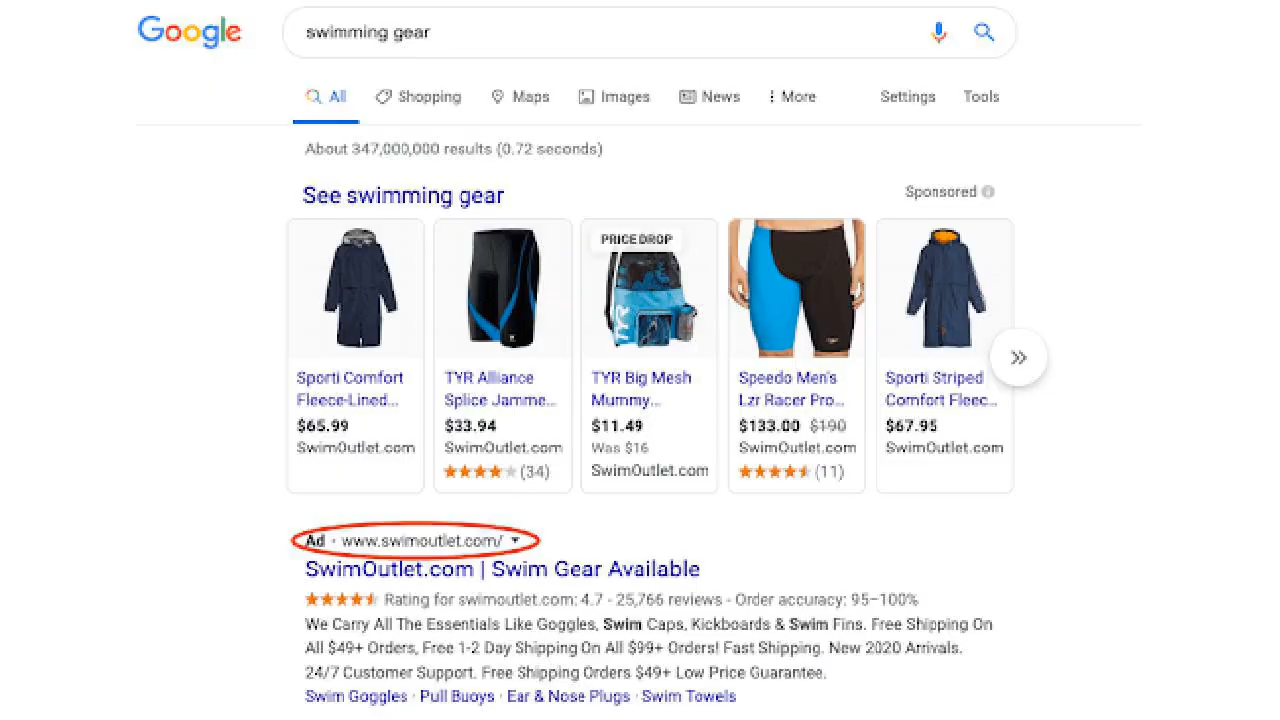 Google
swimming gear
All Shopping Maps Images News More Settings Tools
About 347,000,000 results (0.72 seconds)
See swimming gear
Sponsored
PRICE DROP
TYR
Sporti Comfort
Fleece-Lined...
$65.99
SwimOutlet.com
TYR Alliance
Splice Jamme...
$33.94
SwimOutlet.com
(34)
TYR Big Mesh
Mummy...
$11.49
Was $16
SwimOutlet.com
Speedo Men's
Lzr Racer Pro...
$133.00 $190
SwimOutlet.com
(11)
Sporti Striped
Comfort Fleec...
$67.95
SwimOutlet.com
Ad · www.swimoutlet.com/
SwimOutlet.com | Swim Gear Available
Rating for swimoutlet.com: 4.7 - 25,766 reviews - Order accuracy: 95–100%
We Carry All The Essentials Like Goggles, Swim Caps, Kickboards & Swim Fins. Free Shipping On
All $49+ Orders, Free 1-2 Day Shipping On All $99+ Orders! Fast Shipping. New 2020 Arrivals.
24/7 Customer Support. Free Shipping Orders $49+ Low Price Guarantee.
Swim Goggles · Pull Buoys · Ear & Nose Plugs · Swim Towels